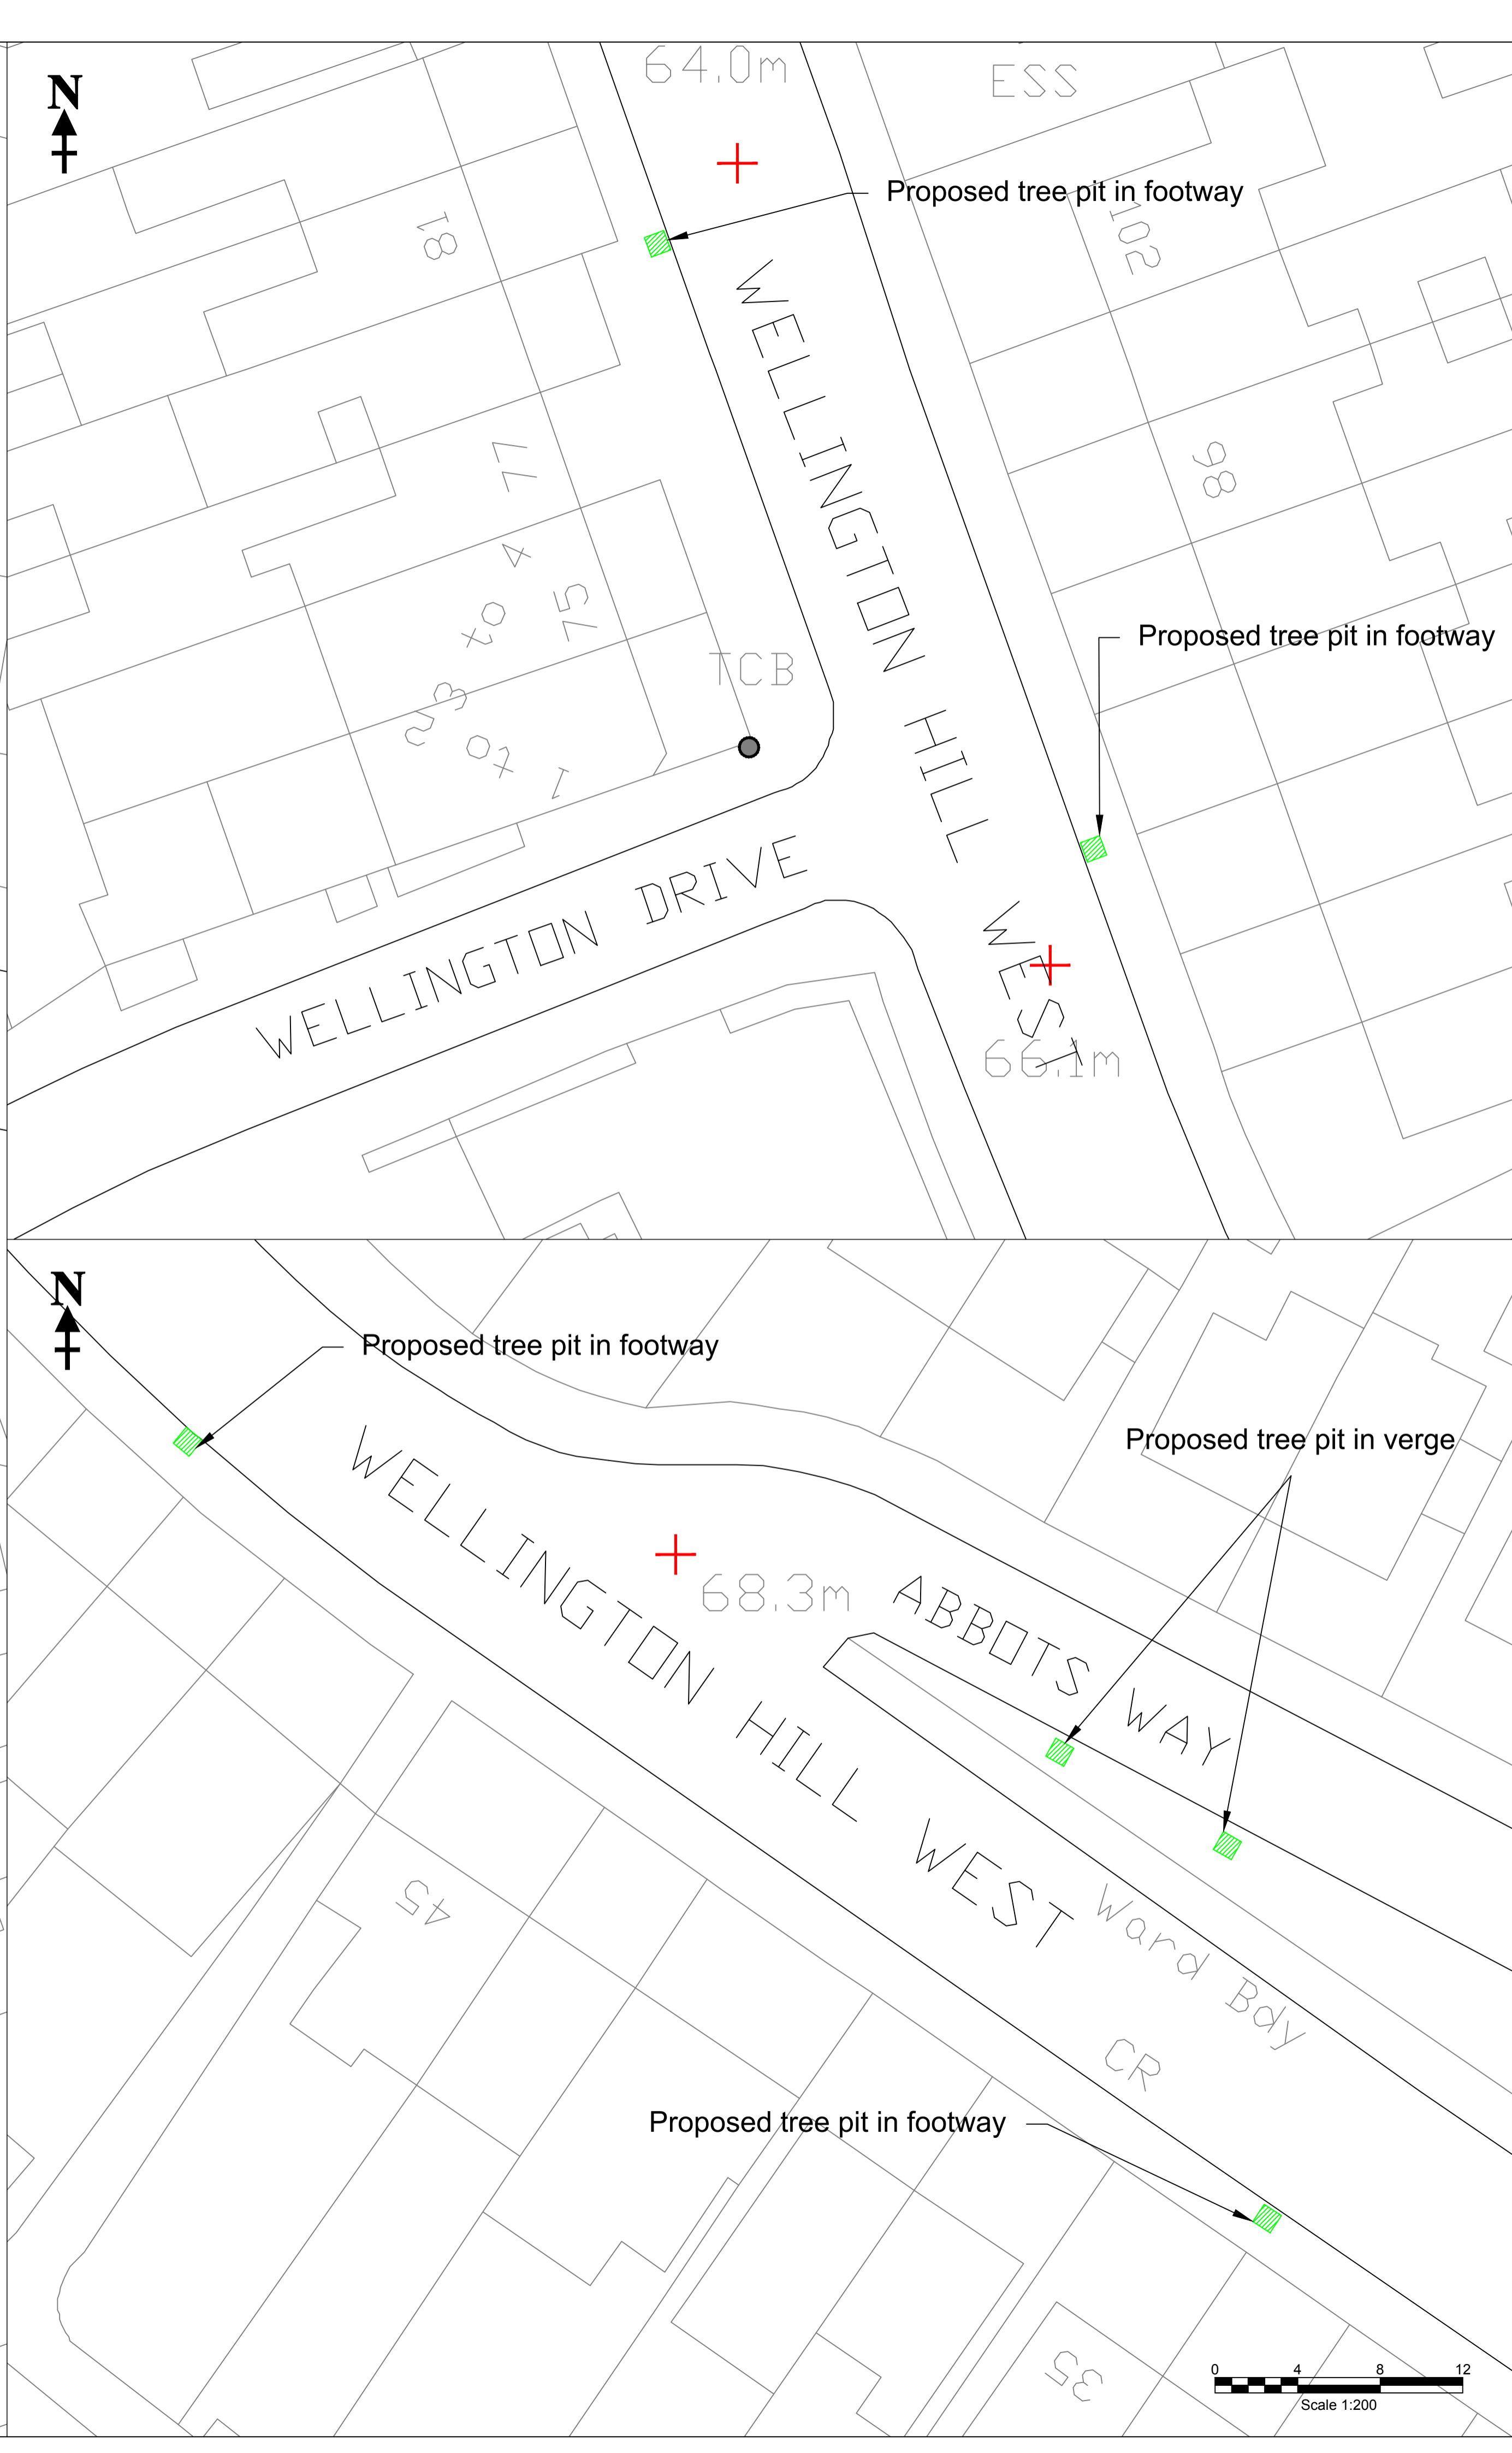 64.0m
ESS
N
Proposed tree pit in footway
18
102
WELLINGTON HILL WEST
77
98
4
to
75
Proposed tree pit in footway
TCB
2 3
1 to
WELLINGTON DRIVE
66.1m
N
Proposed tree pit in footway
Proposed tree pit in verge
WELLINGTON HILL WEST
68.3m
ABBOTS WAY
45
Ward Bdy
CR
Proposed tree pit in footway
35
0 4 8 12
Scale 1:200